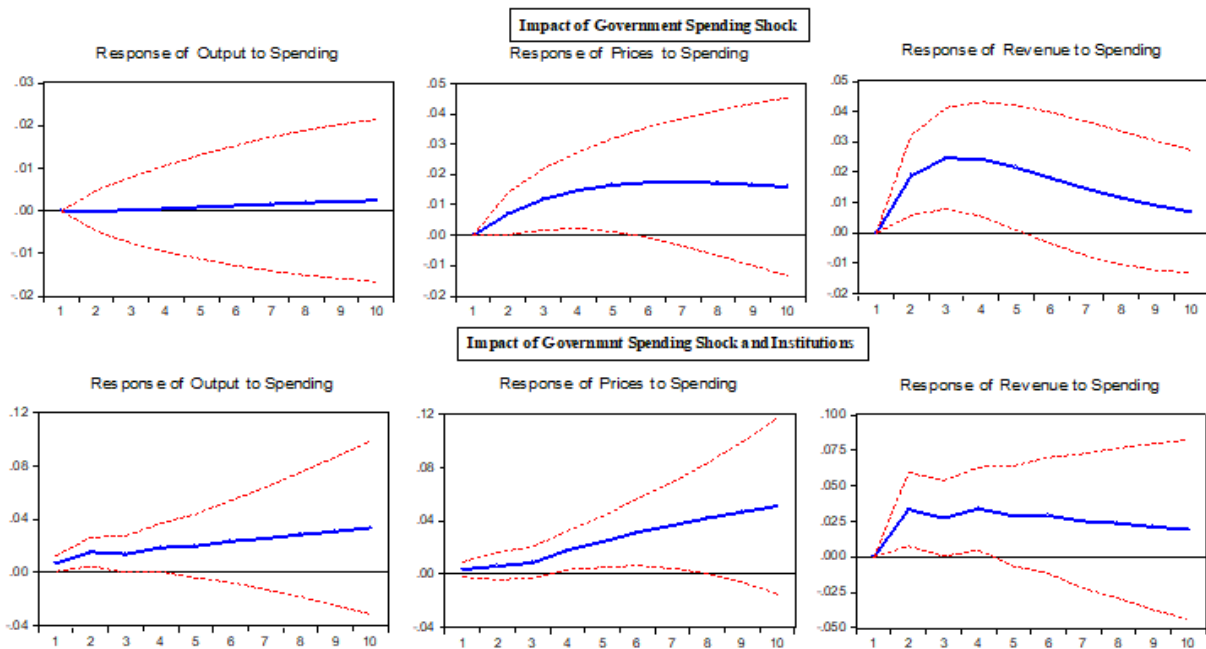 Impact of Government Spending Shock
Response of Output to Spending
Response of Prices to Spending
Response of Revenue to Spending
.03
.02
.01
.00
-.01
-.02
1 2 3 4 5 6 7 8 9 10
.05
.04
.03
.02
.01
.00
-.01
-.02
1 2 3 4 5 6 7 8 9 10
.05
.04
.03
.02
.01
.00
-.01
-.02
1 2 3 4 5 6 7 8 9 10
Impact of Governmnt Spending Shock and Institutions
Response of Output to Spending
Response of Prices to Spending
Response of Revenue to Spending
.12
.08
.04
.00
-.04
1 2 3 4 5 6 7 8 9 10
.12
.08
.04
.00
-.04
1 2 3 4 5 6 7 8 9 10
.100
.075
.050
.025
.000
-.025
-.050
1 2 3 4 5 6 7 8 9 10